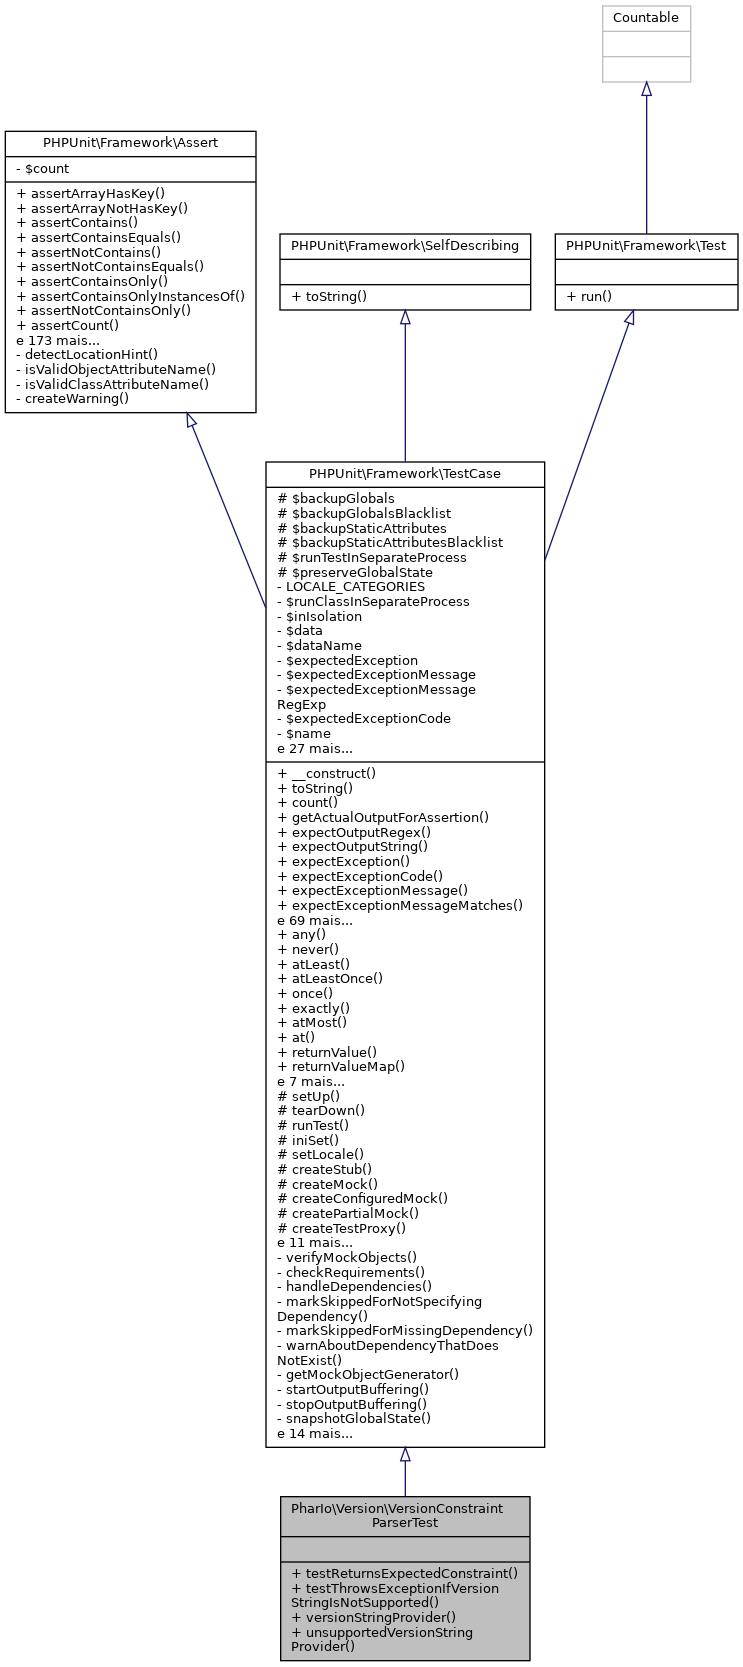 Countable
PHPUnit\Framework\Assert
- $count
+ assertArrayHasKey()
+ assertArrayNotHasKey()
+ assertContains()
+ assertContainsEquals()
+ assertNotContains()
+ assertNotContainsEquals()
+ assertContainsOnly()
+ assertContainsOnlyInstancesOf()
+ assertNotContainsOnly()
+ assertCount()
e 173 mais...
- detectLocationHint()
- isValidObjectAttributeName()
- isValidClassAttributeName()
- createWarning()
PHPUnit\Framework\SelfDescribing
+ toString()
PHPUnit\Framework\Test
+ run()
PHPUnit\Framework\TestCase
# $backupGlobals
# $backupGlobalsBlacklist
# $backupStaticAttributes
# $backupStaticAttributesBlacklist
# $runTestInSeparateProcess
# $preserveGlobalState
- LOCALE_CATEGORIES
- $runClassInSeparateProcess
- $inIsolation
- $data
- $dataName
- $expectedException
- $expectedExceptionMessage
- $expectedExceptionMessage
RegExp
- $expectedExceptionCode
- $name
e 27 mais...
+ __construct()
+ toString()
+ count()
+ getActualOutputForAssertion()
+ expectOutputRegex()
+ expectOutputString()
+ expectException()
+ expectExceptionCode()
+ expectExceptionMessage()
+ expectExceptionMessageMatches()
e 69 mais...
+ any()
+ never()
+ atLeast()
+ atLeastOnce()
+ once()
+ exactly()
+ atMost()
+ at()
+ returnValue()
+ returnValueMap()
e 7 mais...
# setUp()
# tearDown()
# runTest()
# iniSet()
# setLocale()
# createStub()
# createMock()
# createConfiguredMock()
# createPartialMock()
# createTestProxy()
e 11 mais...
- verifyMockObjects()
- checkRequirements()
- handleDependencies()
- markSkippedForNotSpecifying
Dependency()
- markSkippedForMissingDependency()
- warnAboutDependencyThatDoes
NotExist()
- getMockObjectGenerator()
- startOutputBuffering()
- stopOutputBuffering()
- snapshotGlobalState()
e 14 mais...
PharIo\Version\VersionConstraint
ParserTest
+ testReturnsExpectedConstraint()
+ testThrowsExceptionIfVersion
StringIsNotSupported()
+ versionStringProvider()
+ unsupportedVersionString
Provider()